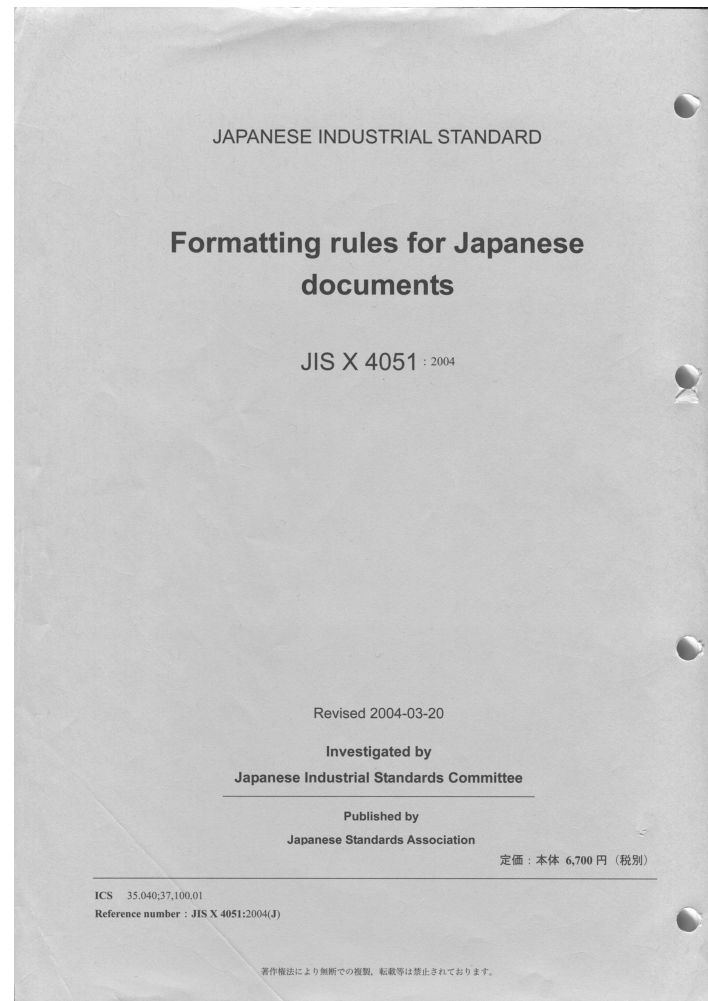 JAPANESE INDUSTRIAL STANDARD
Formatting rules for Japanese
documents
JIS X 4051 : 2004
Revised 2004-03-20
Investigated by
Japanese Industrial Standards Committee
Published by
Japanese Standards Association
定価：本体 6,700 円（税別）
ICS 35.040;37,100.01
Reference number：JIS X 4051:2004(J)
著作権法により無断での複製，転載等は禁止されております。